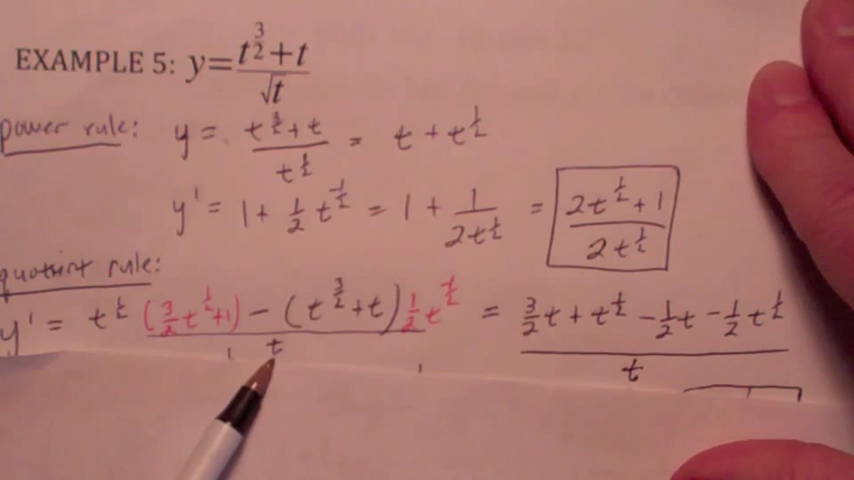 EXAMPLE 5: y = (t^(3/2) + t)/√t
power rule: y = (t^(3/2) + t)/t^(1/2) = t + t^(1/2)
y' = 1 + 1/2 t^(-1/2) = 1 + 1/(2t^(1/2)) = (2t^(1/2) + 1)/(2t^(1/2))
quotient rule:
y' = (t^(1/2) (3/2 t^(1/2) + 1) - (t^(3/2) + t) 1/2 t^(-1/2))/t = (3/2 t + t^(1/2) - 1/2 t - 1/2 t^(1/2))/t